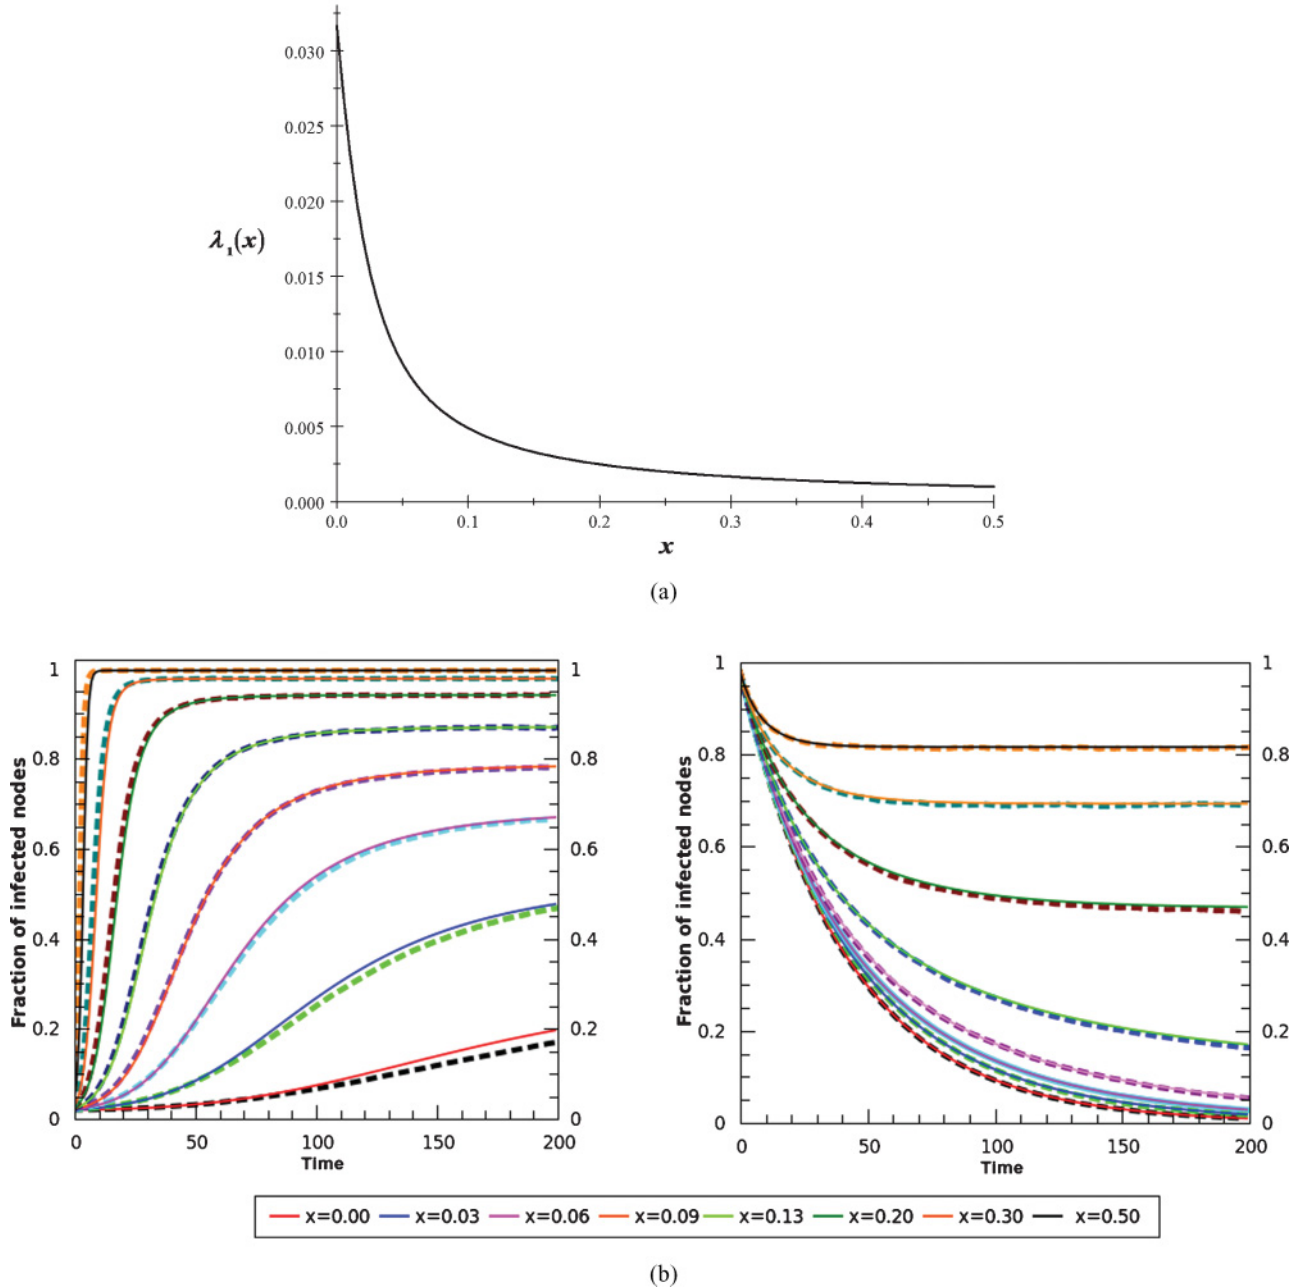 0.030
0.025
0.020
λ₁(x)
0.015
0.010
0.005
0.000
0.0 0.1 0.2 0.3 0.4 0.5
x
(a)
1 1 1 1
0.8 0.8 0.8 0.8
0.6 0.6 0.6 0.6
0.4 0.4 0.4 0.4
0.2 0.2 0.2 0.2
0 0 0 0
Fraction of infected nodes Fraction of infected nodes
0 50 100 150 200 0 50 100 150 200
Time Time
x=0.00 x=0.03 x=0.06 x=0.09 x=0.13 x=0.20 x=0.30 x=0.50
(b)